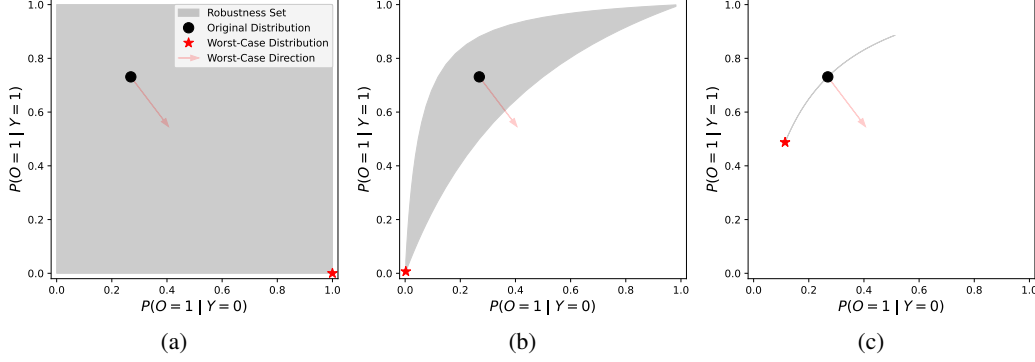 Robustness Set
Original Distribution
Worst-Case Distribution
Worst-Case Direction
1.0
0.8
0.6
0.4
0.2
0.0
P(O = 1 | Y = 1)
0.0 0.2 0.4 0.6 0.8 1.0
P(O = 1 | Y = 0)
(a)
1.0
0.8
0.6
0.4
0.2
0.0
P(O = 1 | Y = 1)
0.0 0.2 0.4 0.6 0.8 1.0
P(O = 1 | Y = 0)
(b)
1.0
0.8
0.6
0.4
0.2
0.0
P(O = 1 | Y = 1)
0.0 0.2 0.4 0.6 0.8 1.0
P(O = 1 | Y = 0)
(c)